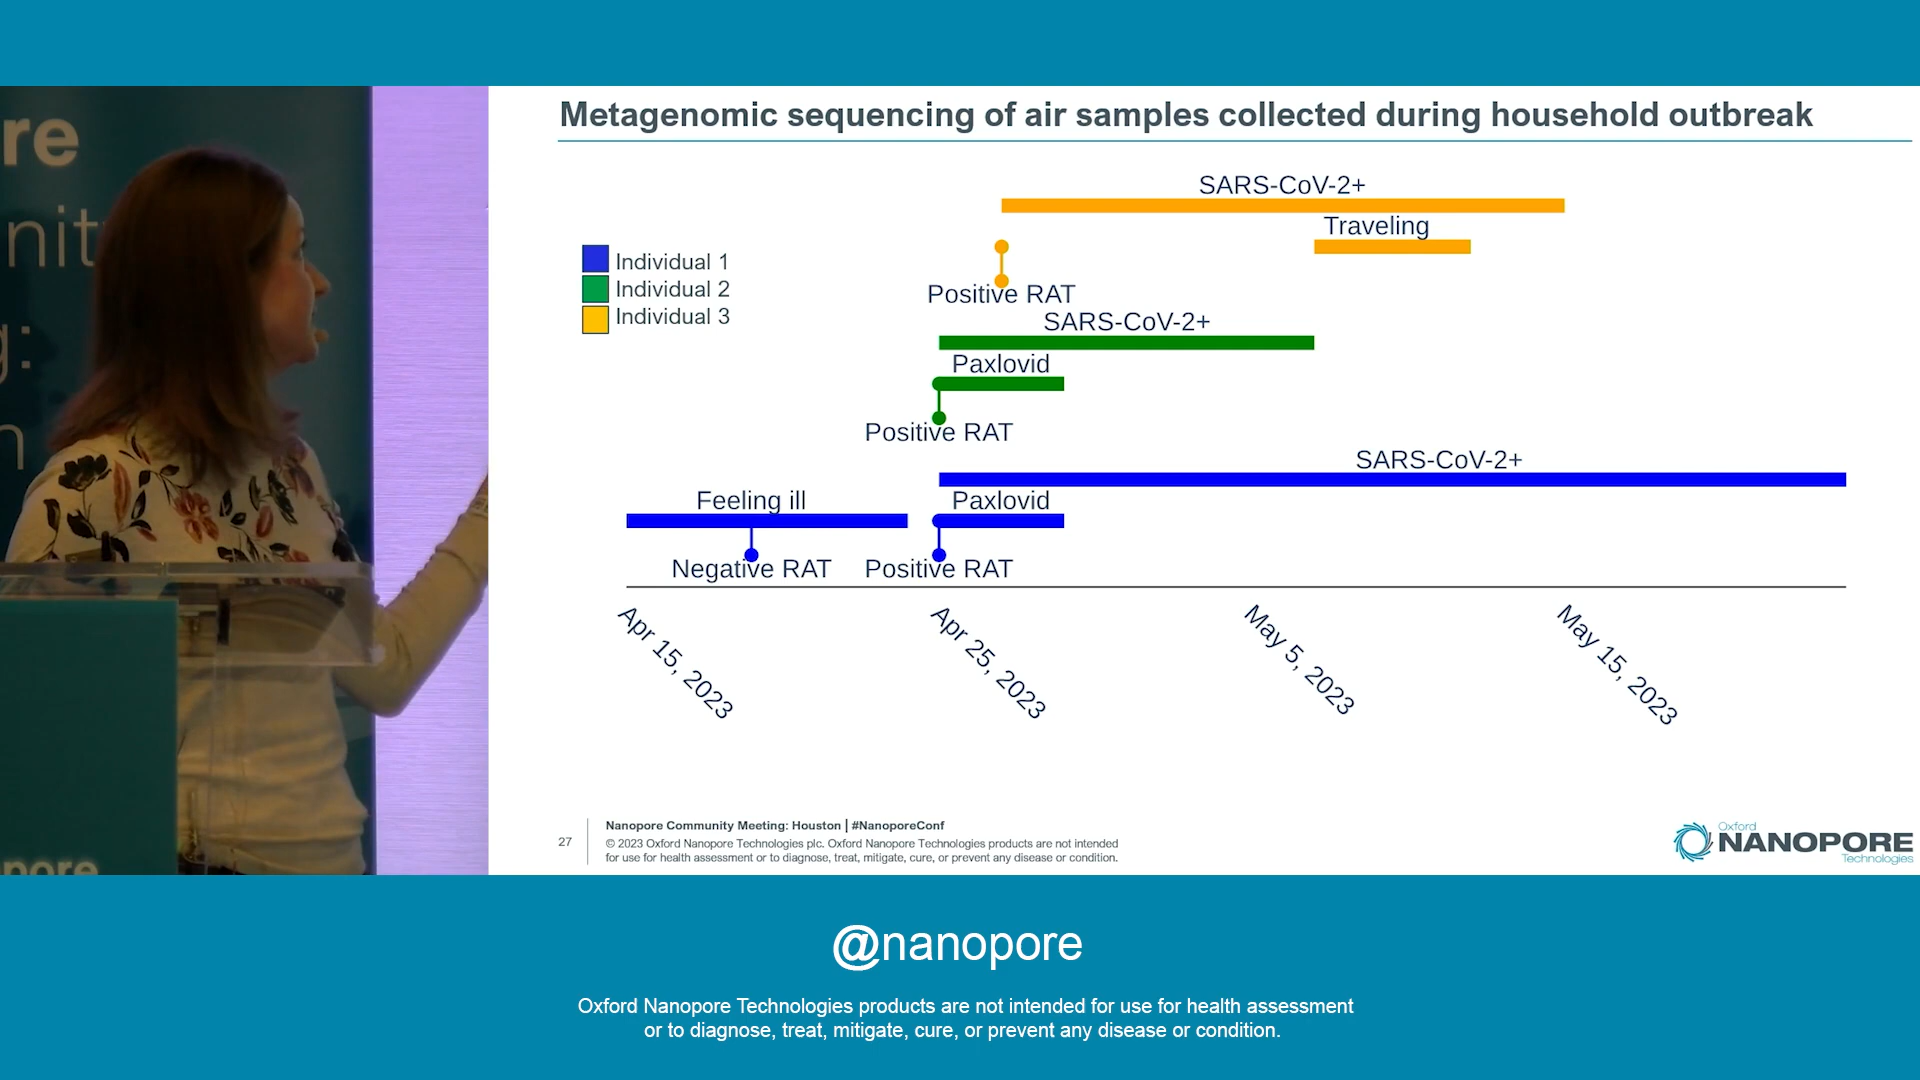 re
nit
g:
n
npore
Metagenomic sequencing of air samples collected during household outbreak
SARS-CoV-2+
Traveling
Individual 1
Individual 2
Individual 3
Positive RAT
SARS-CoV-2+
Paxlovid
Positive RAT
SARS-CoV-2+
Feeling ill
Paxlovid
Negative RAT
Positive RAT
Apr 15, 2023
Apr 25, 2023
May 5, 2023
May 15, 2023
27
Nanopore Community Meeting: Houston | #NanoporeConf
© 2023 Oxford Nanopore Technologies plc. Oxford Nanopore Technologies products are not intended
for use for health assessment or to diagnose, treat, mitigate, cure, or prevent any disease or condition.
Oxford
NANOPORE
Technologies
@nanopore
Oxford Nanopore Technologies products are not intended for use for health assessment
or to diagnose, treat, mitigate, cure, or prevent any disease or condition.